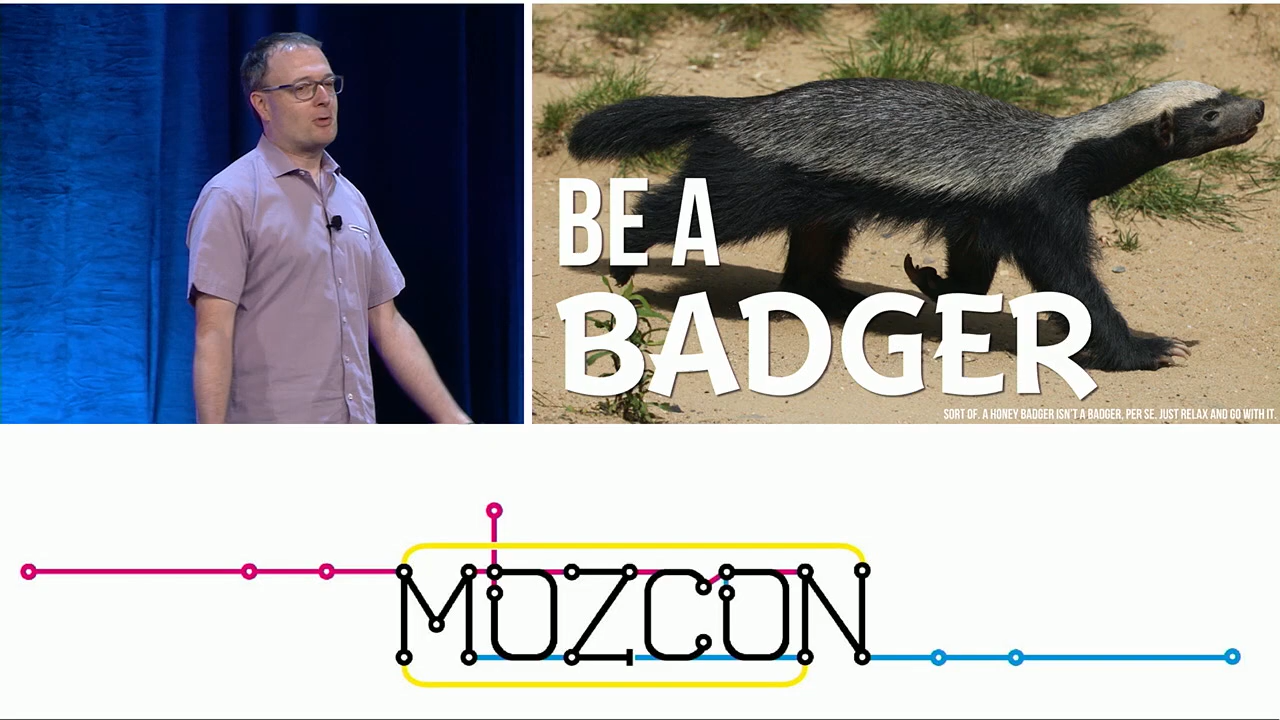 BE A
BADGER
SORT OF. A HONEY BADGER ISN'T A BADGER, PER SE. JUST RELAX AND GO WITH IT.
MOZCON